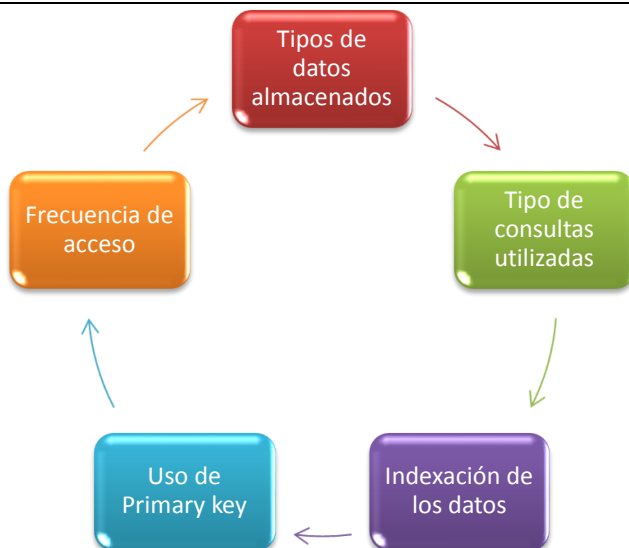 Tipos de
datos
almacenados
Tipo de
consultas
utilizadas
Indexación de
los datos
Uso de
Primary key
Frecuencia de
acceso